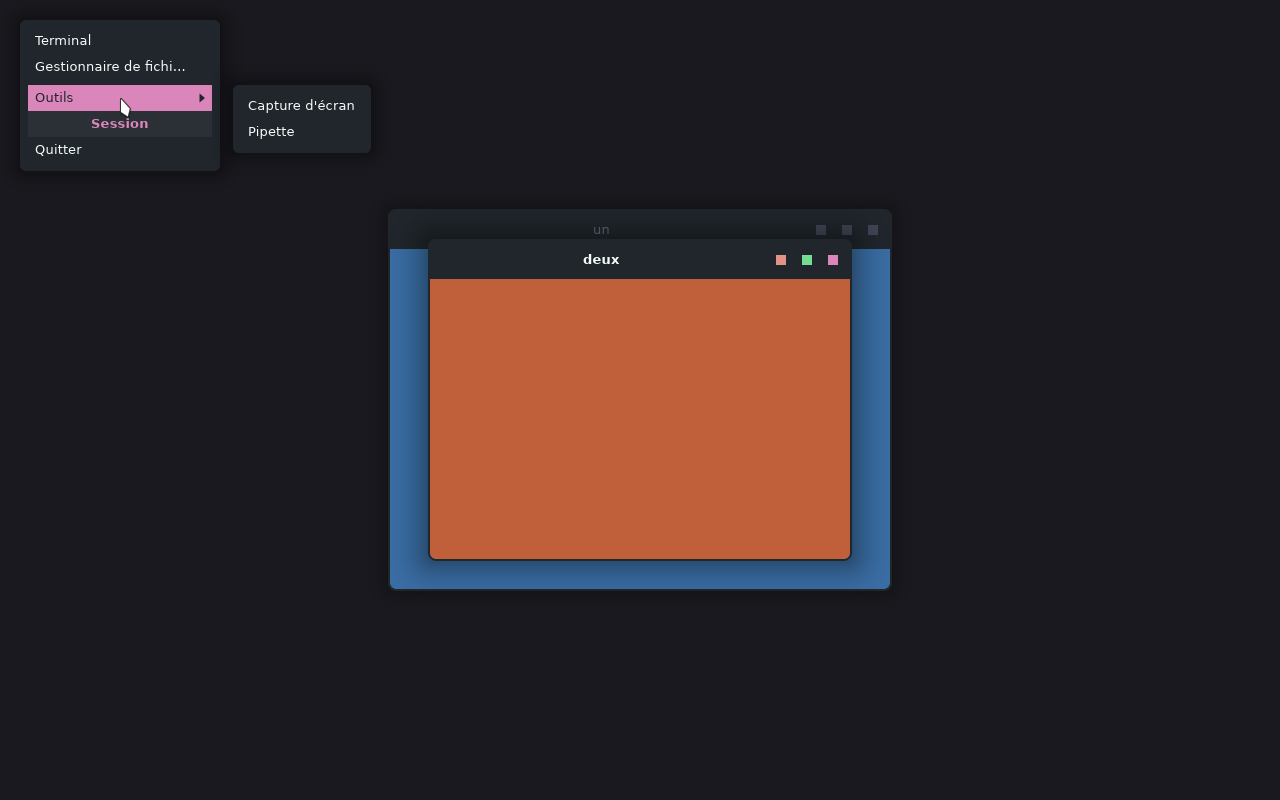 Terminal
Gestionnaire de fichi...
Outils
Session
Quitter
Capture d'écran
Pipette
un
deux